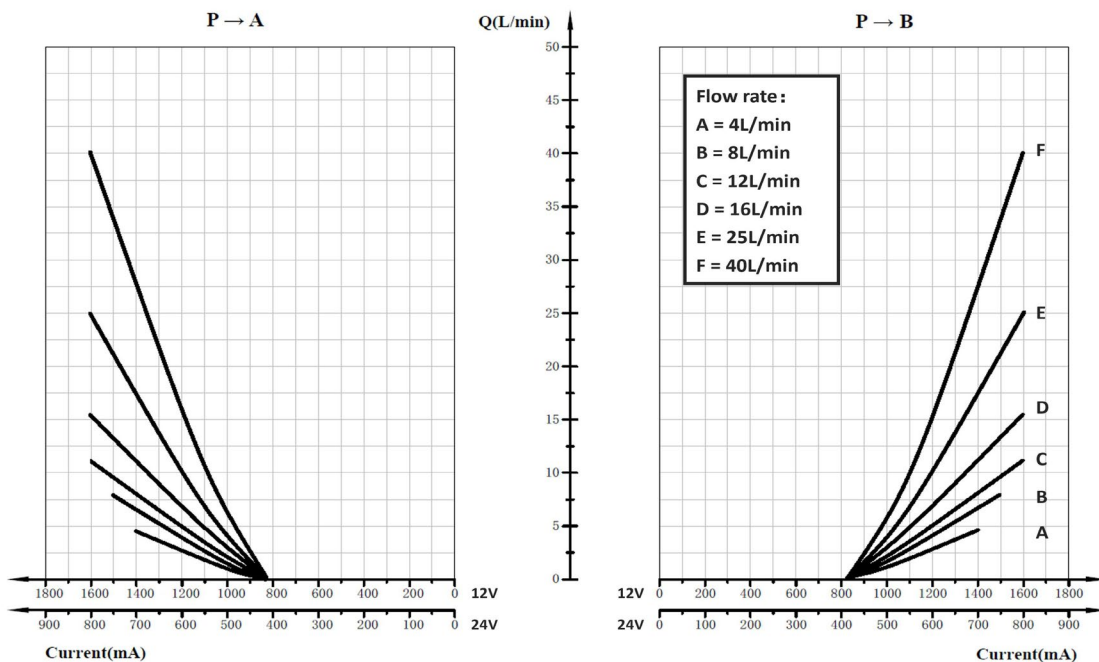 P → A
Q(L/min)
P → B
50
45
40
35
30
25
20
15
10
5
0
Flow rate:
A = 4L/min
B = 8L/min
C = 12L/min
D = 16L/min
E = 25L/min
F = 40L/min
F
E
D
C
B
A
1800 1600 1400 1200 1000 800 600 400 200 0 12V
900 800 600 500 400 400 300 200 100 0 24V
Current(mA)
12V 0 200 400 600 800 1000 1200 1400 1600 1800
24V 0 100 200 300 400 500 600 700 800 900
Current(mA)